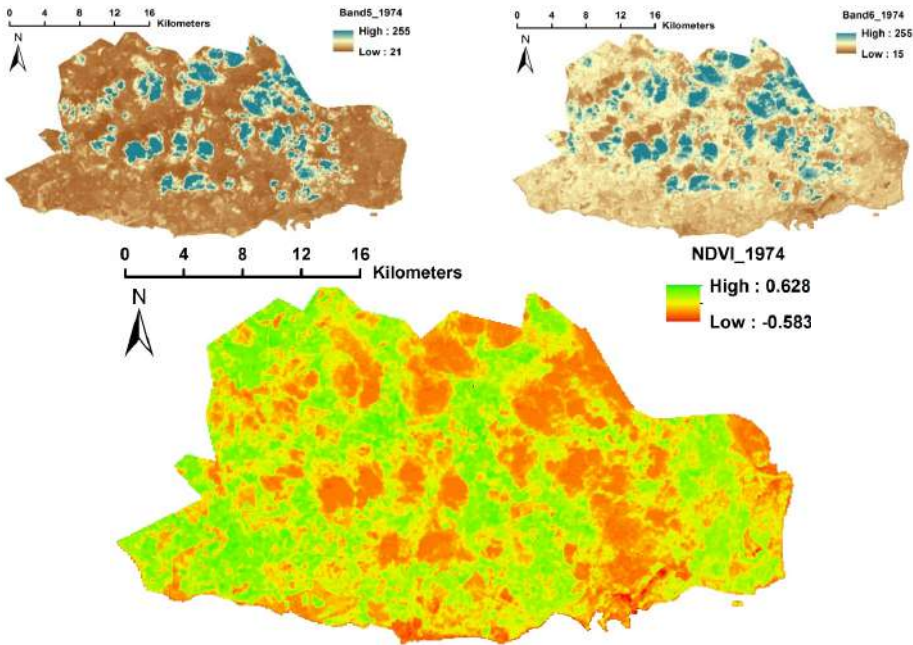 0 4 8 12 16
Kilometers
N
Band5_1974
High : 255
Low : 21
0 4 8 12 16
Kilometers
N
Band6_1974
High : 255
Low : 15
0 4 8 12 16
Kilometers
N
NDVI_1974
High : 0.628
Low : -0.583